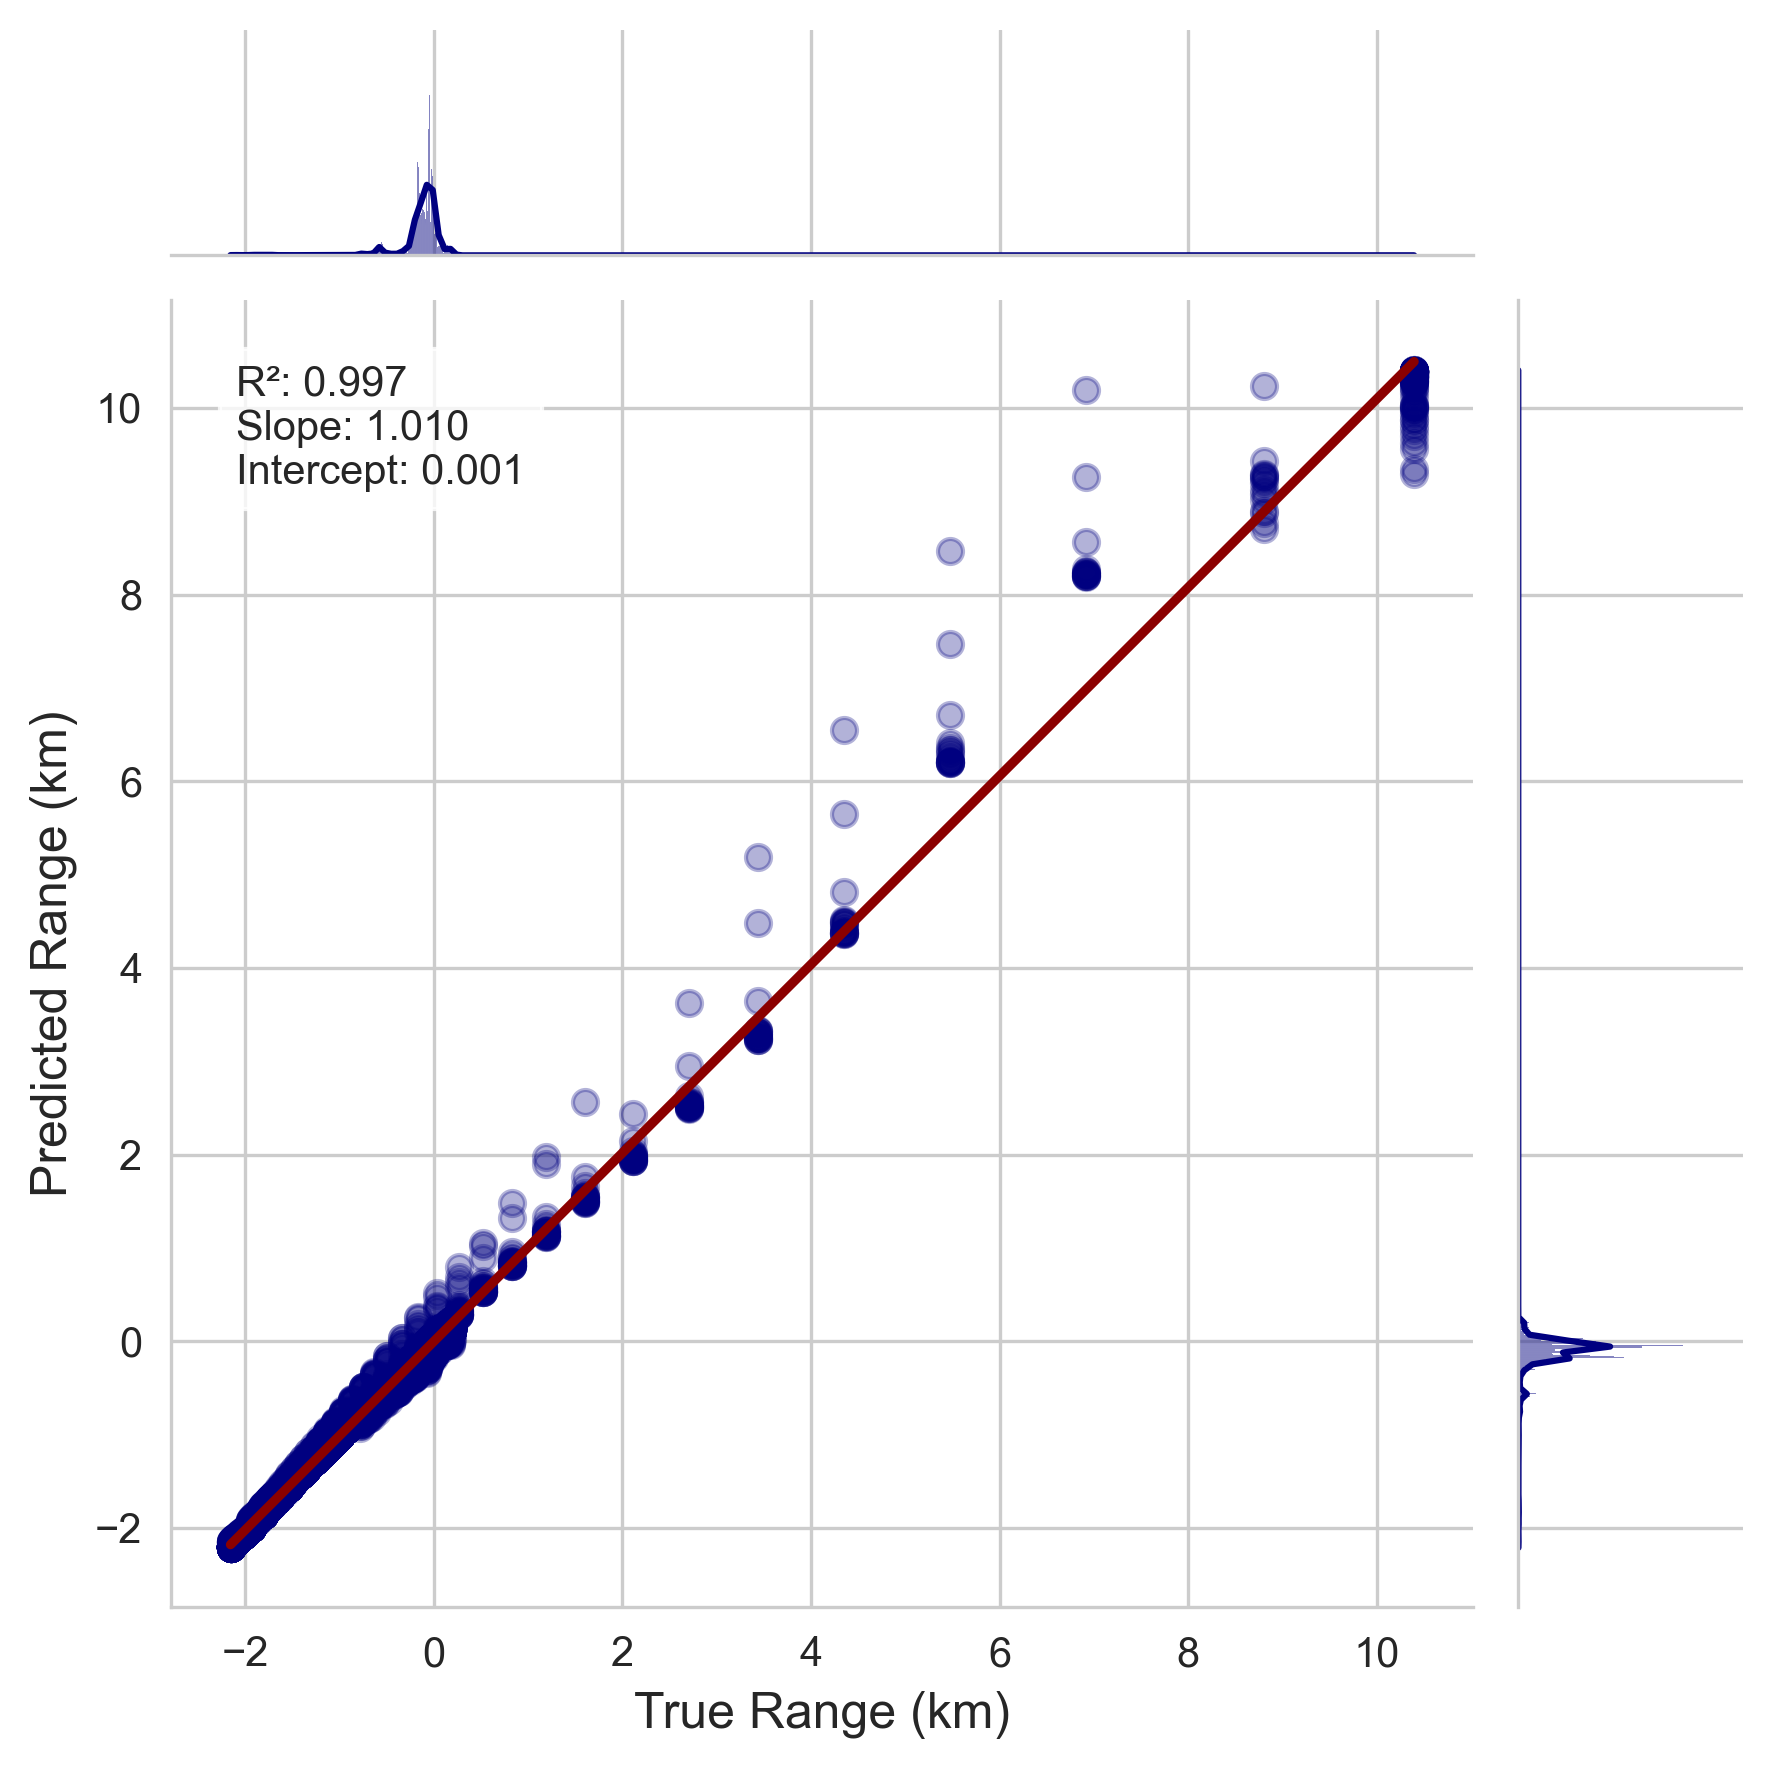 R²: 0.997
Slope: 1.010
Intercept: 0.001
10
8
6
4
2
0
−2
Predicted Range (km)
−2 0 2 4 6 8 10
True Range (km)